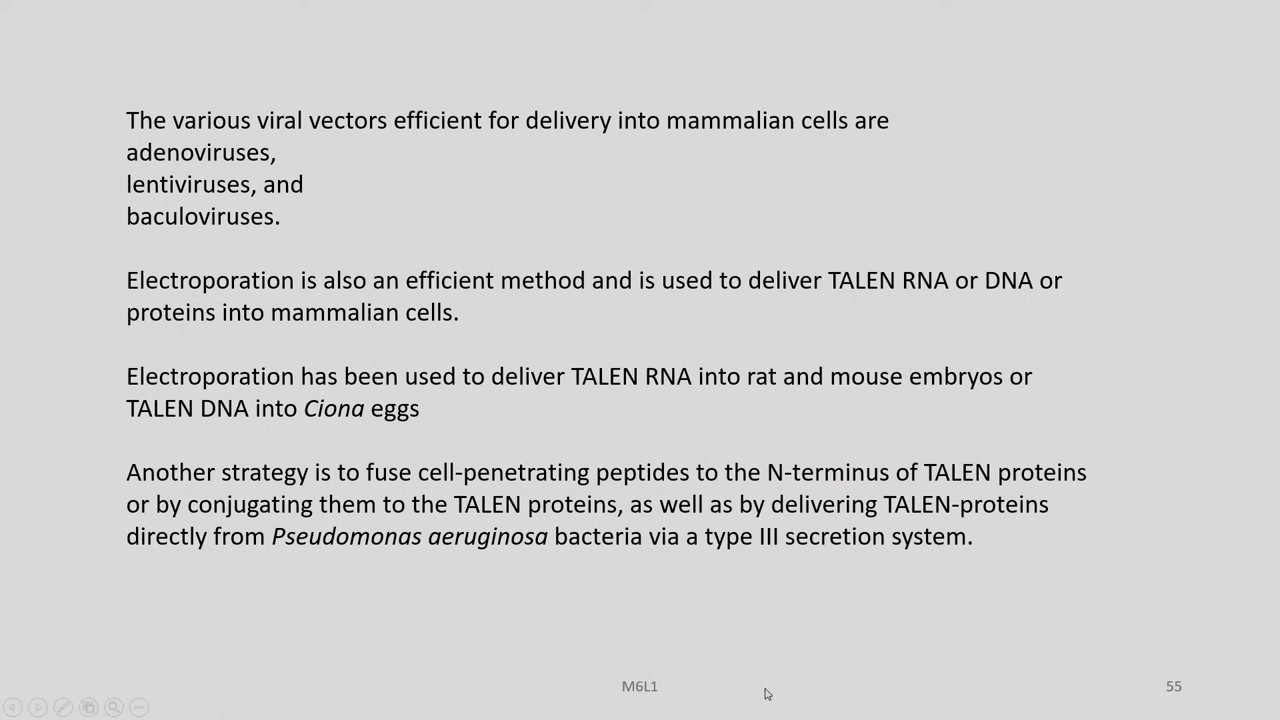 The various viral vectors efficient for delivery into mammalian cells are
adenoviruses,
lentiviruses, and
baculoviruses.
Electroporation is also an efficient method and is used to deliver TALEN RNA or DNA or
proteins into mammalian cells.
Electroporation has been used to deliver TALEN RNA into rat and mouse embryos or
TALEN DNA into Ciona eggs
Another strategy is to fuse cell-penetrating peptides to the N-terminus of TALEN proteins
or by conjugating them to the TALEN proteins, as well as by delivering TALEN-proteins
directly from Pseudomonas aeruginosa bacteria via a type III secretion system.
M6L1
55